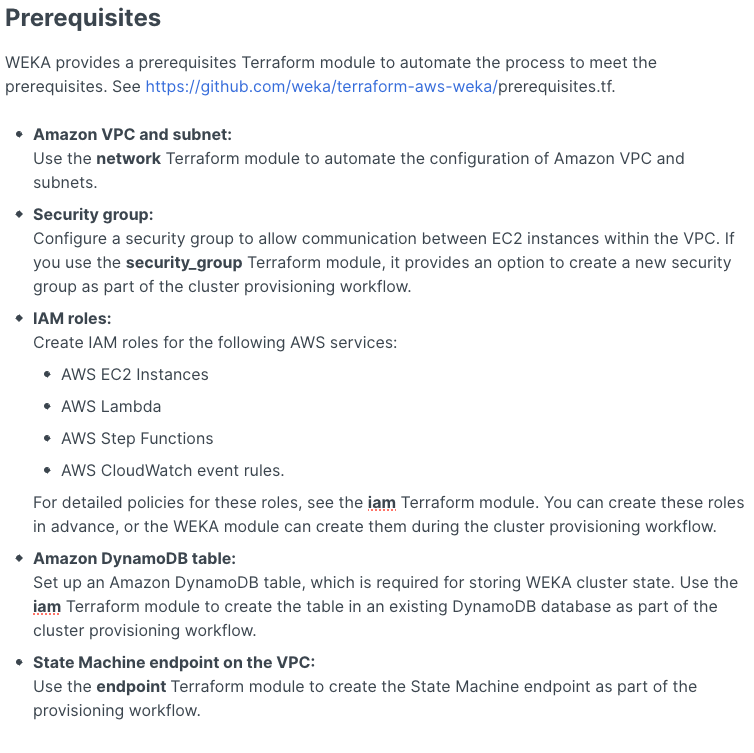 Prerequisites
WEKA provides a prerequisites Terraform module to automate the process to meet the
prerequisites. See https://github.com/weka/terraform-aws-weka/prerequisites.tf.
• Amazon VPC and subnet:
Use the network Terraform module to automate the configuration of Amazon VPC and
subnets.
• Security group:
Configure a security group to allow communication between EC2 instances within the VPC. If
you use the security_group Terraform module, it provides an option to create a new security
group as part of the cluster provisioning workflow.
• IAM roles:
Create IAM roles for the following AWS services:
• AWS EC2 Instances
• AWS Lambda
• AWS Step Functions
• AWS CloudWatch event rules.
For detailed policies for these roles, see the iam Terraform module. You can create these roles
in advance, or the WEKA module can create them during the cluster provisioning workflow.
• Amazon DynamoDB table:
Set up an Amazon DynamoDB table, which is required for storing WEKA cluster state. Use the
iam Terraform module to create the table in an existing DynamoDB database as part of the
cluster provisioning workflow.
• State Machine endpoint on the VPC:
Use the endpoint Terraform module to create the State Machine endpoint as part of the
provisioning workflow.